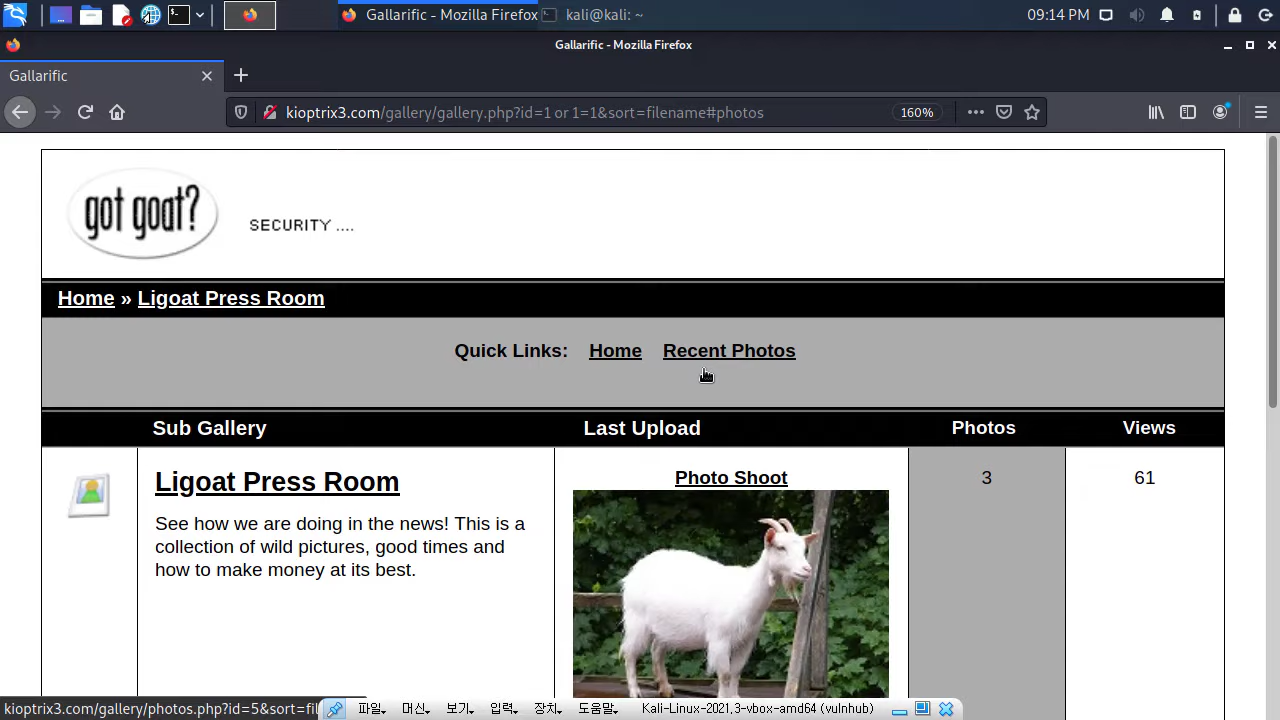 Gallarific - Mozilla Firefox
kali@kali: ~
09:14 PM
Gallarific - Mozilla Firefox
Gallarific
kioptrix3.com/gallery/gallery.php?id=1 or 1=1&sort=filename#photos
160%
got goat?
SECURITY ....
Home » Ligoat Press Room
Quick Links: Home Recent Photos
Sub Gallery Last Upload Photos Views
Ligoat Press Room
Photo Shoot
3
61
See how we are doing in the news! This is a
collection of wild pictures, good times and
how to make money at its best.
kioptrix3.com/gallery/photos.php?id=5&sort=fil
파일 머신 보기 입력 장치 도움말 Kali-Linux-2021.3-vbox-amd64 (vulnhub)